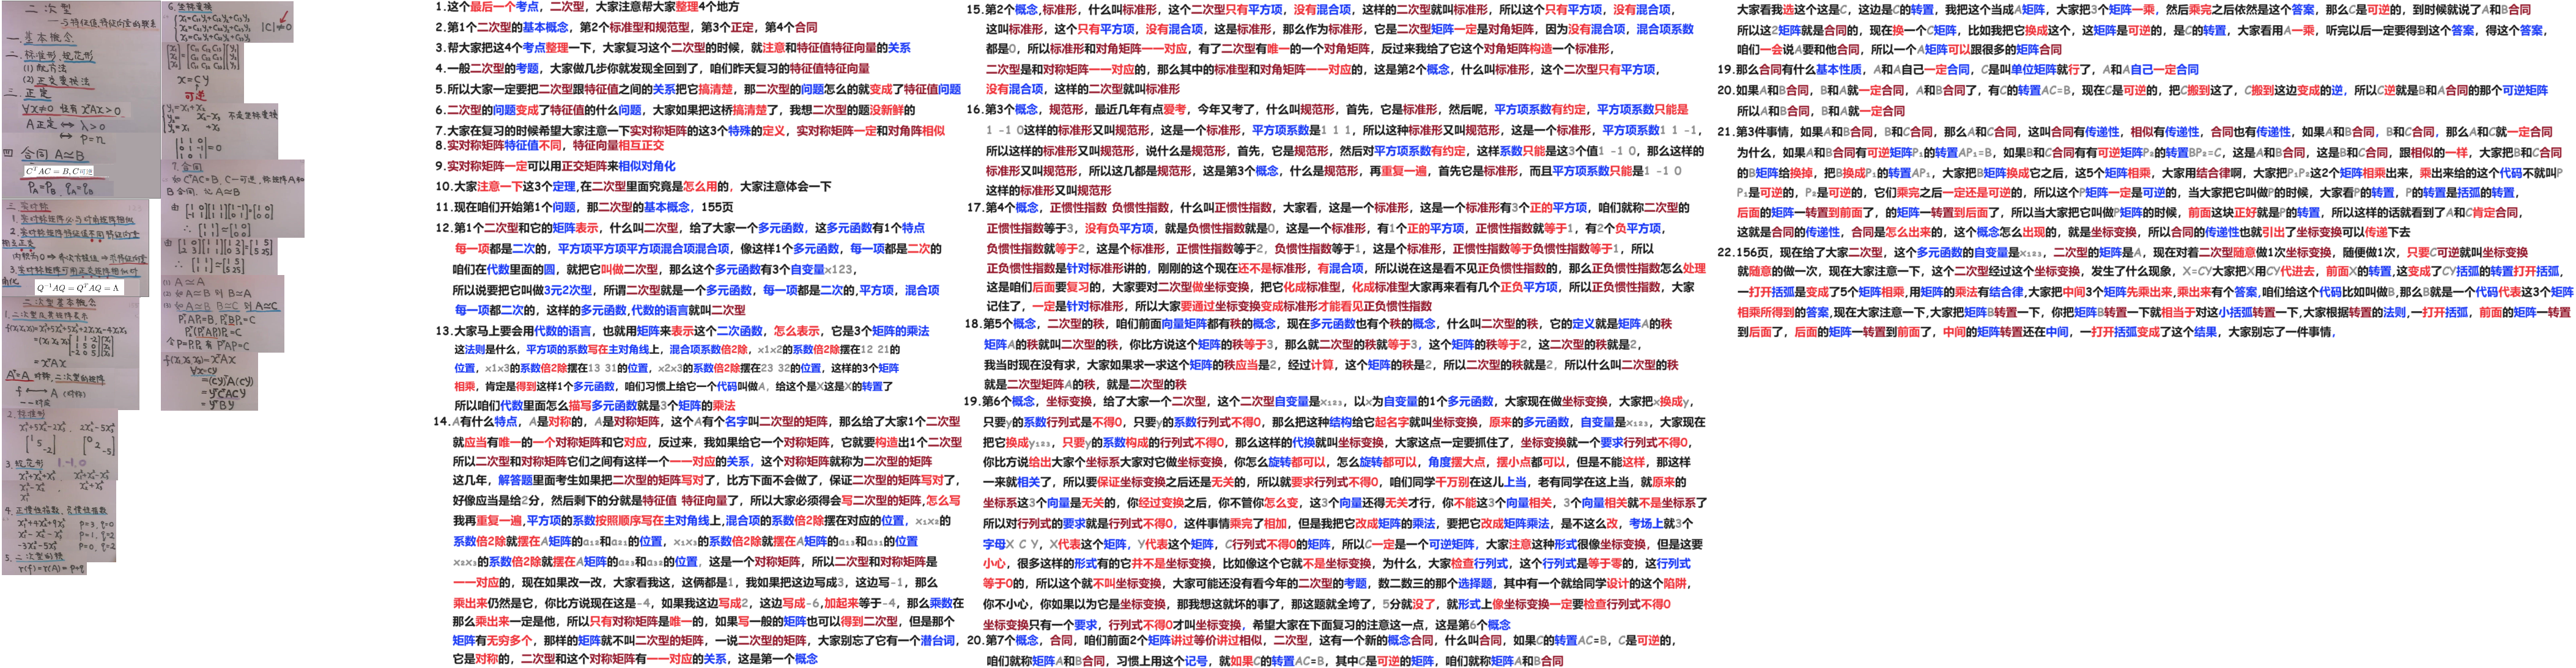 二次型
——与特征值,特征向量的联系
一.基本概念
二.标准形,规范形
(1) 配方法
(2) 正交变换法
三.正定
∀x≠0 恒有 xᵀAx>0
A正定 ⇔ λ>0
⇔ p=n
四 合同 A≃B
CᵀAC=B,C可逆
Q⁻¹AQ=QᵀAQ=Λ
二次型基本概念
1.二次型及其矩阵表示
=xᵀAx
2.标准形
3.规范形 1,-1,0
4.正惯性指数,负惯性指数
5.二次型的秩
r(f)=r(A)=p+q
6.坐标变换
|C|≠0
x=Cy
可逆
不是坐标变换
7.合同
1.这个最后一个考点,二次型,大家注意帮大家整理4个地方
2.第1个二次型的基本概念,第2个标准型和规范型,第3个正定,第4个合同
3.帮大家把这4个考点整理一下,大家复习这个二次型的时候,就注意和特征值特征向量的关系
4.一般二次型的考题,大家做几步你就发现全回到了,咱们昨天复习的特征值特征向量
5.所以大家一定要把二次型跟特征值之间的关系把它搞清楚,那二次型的问题怎么的就变成了特征值问题
6.二次型的问题变成了特征值的什么问题,大家如果把这桥搞清楚了,我想二次型的题没新鲜的
7.大家在复习的时候希望大家注意一下实对称矩阵的这3个特殊的定义,实对称矩阵一定和对角阵相似
8.实对称矩阵特征值不同,特征向量相互正交
9.实对称矩阵一定可以用正交矩阵来相似对角化
10.大家注意一下这3个定理,在二次型里面究竟是怎么用的,大家注意体会一下
11.现在咱们开始第1个问题,那二次型的基本概念,155页
12.第1个二次型和它的矩阵表示,什么叫二次型,给了大家一个多元函数,这多元函数有1个特点
每一项都是二次的,平方项平方项平方项混合项混合项,像这样1个多元函数,每一项都是二次的
咱们在代数里面的圆,就把它叫做二次型,那么这个多元函数有3个自变量x123,
所以说要把它叫做3元2次型,所谓二次型就是一个多元函数,每一项都是二次的,平方项,混合项
每一项都二次的,这样的多元函数,代数的语言就叫二次型
13.大家马上要会用代数的语言,也就用矩阵来表示这个二次函数,怎么表示,它是3个矩阵的乘法
这法则是什么,平方项的系数写在主对角线上,混合项系数倍2除,x1x2的系数倍2除摆在12 21的
位置,x1x3的系数倍2除摆在13 31的位置,x2x3的系数倍2除摆在23 32的位置,这样的3个矩阵
相乘,肯定是得到这样1个多元函数,咱们习惯上给它一个代码叫做A,给这个是X这是X的转置了
所以咱们代数里面怎么描写多元函数就是3个矩阵的乘法
14.A有什么特点,A是对称的,A是对称矩阵,这个A有个名字叫二次型的矩阵,那么给了大家1个二次型
就应当有唯一的一个对称矩阵和它对应,反过来,我如果给它一个对称矩阵,它就要构造出1个二次型
所以二次型和对称矩阵它们之间有这样一个一一对应的关系,这个对称矩阵就称为二次型的矩阵
这几年,解答题里面考生如果把二次型的矩阵写对了,比方下面不会做了,保证二次型的矩阵写对了,
好像应当是给2分,然后剩下的分就是特征值 特征向量了,所以大家必须得会写二次型的矩阵,怎么写
我再重复一遍,平方项的系数按照顺序写在主对角线上,混合项的系数倍2除摆在对应的位置,x₁x₂的
系数倍2除就摆在A矩阵的a₁₂和a₂₁的位置,x₁x₃的系数倍2除就摆在A矩阵的a₁₃和a₃₁的位置
x₂x₃的系数倍2除就摆在A矩阵的a₂₃和a₃₂的位置,这是一个对称矩阵,所以二次型和对称矩阵是
一一对应的,现在如果改一改,大家看我这,这俩都是1,我如果把这边写成3,这边写-1,那么
乘出来仍然是它,你比方说现在这是-4,如果我这边写成2,这边写成-6,加起来等于-4,那么乘数在
那么乘出来一定是他,所以只有对称矩阵是唯一的,如果写一般的矩阵也可以得到二次型,但是那个
矩阵有无穷多个,那样的矩阵就不叫二次型的矩阵,一说二次型的矩阵,大家别忘了它有一个潜台词,
它是对称的,二次型和这个对称矩阵有一一对应的关系,这是第一个概念
15.第2个概念,标准形,什么叫标准形,这个二次型只有平方项,没有混合项,这样的二次型就叫标准形,所以这个只有平方项,没有混合项,
这叫标准形,这个只有平方项,没有混合项,这是标准形,那么作为标准形,它是二次型矩阵一定是对角矩阵,因为没有混合项,混合项系数
都是0,所以标准形和对角矩阵一一对应,有了二次型有唯一的一个对角矩阵,反过来我给了它这个对角矩阵构造一个标准形,
二次型是和对称矩阵一一对应的,那么其中的标准型和对角矩阵一一对应的,这是第2个概念,什么叫标准形,这个二次型只有平方项,
没有混合项,这样的二次型就叫标准形
16.第3个概念,规范形,最近几年有点爱考,今年又考了,什么叫规范形,首先,它是标准形,然后呢,平方项系数有约定,平方项系数只能是
1 -1 0这样的标准形又叫规范形,这是一个标准形,平方项系数是1 1 1,所以这种标准形又叫规范形,这是一个标准形,平方项系数1 1 -1,
所以这样的标准形又叫规范形,说什么是规范形,首先,它是规范形,然后对平方项系数有约定,这样系数只能是这3个值1 -1 0,那么这样的
标准形又叫规范形,所以这几都是规范形,这是第3个概念,什么是规范形,再重复一遍,首先它是标准形,而且平方项系数只能是1 -1 0
这样的标准形又叫规范形
17.第4个概念,正惯性指数 负惯性指数,什么叫正惯性指数,大家看,这是一个标准形,这是一个标准形有3个正的平方项,咱们就称二次型的
正惯性指数等于3,没有负平方项,就是负惯性指数就是0,这是一个标准形,有1个正的平方项,正惯性指数就等于1,有2个负平方项,
负惯性指数就等于2,这是个标准形,正惯性指数等于2,负惯性指数等于1,这是个标准形,正惯性指数等于负惯性指数等于1,所以
正负惯性指数是针对标准形讲的,刚刚的这个现在还不是标准形,有混合项,所以说在这是看不见正负惯性指数的,那么正负惯性指数怎么处理
这是咱们后面要复习的,大家要对二次型做坐标变换,把它化成标准型,化成标准型大家再来看有几个正负平方项,所以正负惯性指数,大家
记住了,一定是针对标准形,所以大家要通过坐标变换变成标准形才能看见正负惯性指数
18.第5个概念,二次型的秩,咱们前面向量矩阵都有秩的概念,现在多元函数也有个秩的概念,什么叫二次型的秩,它的定义就是矩阵A的秩
矩阵A的秩就叫二次型的秩,你比方说这个矩阵的秩等于3,那么就二次型的秩就等于3,这个矩阵的秩等于2,这二次型的秩就是2,
我当时现在没有求,大家如果求一求这个矩阵的秩应当是2,经过计算,这个矩阵的秩是2,所以二次型的秩就是2,所以什么叫二次型的秩
就是二次型矩阵A的秩,就是二次型的秩
19.第6个概念,坐标变换,给了大家一个二次型,这个二次型自变量是x₁₂₃,以x为自变量的1个多元函数,大家现在做坐标变换,大家把x换成y,
只要y的系数行列式是不得0,只要y的系数行列式不得0,那么把这种结构给它起名字就叫坐标变换,原来的多元函数,自变量是x₁₂₃,大家现在
把它换成y₁₂₃,只要y的系数构成的行列式不得0,那么这样的代换就叫坐标变换,大家这点一定要抓住了,坐标变换就一个要求行列式不得0,
你比方说给出大家个坐标系大家对它做坐标变换,你怎么旋转都可以,怎么旋转都可以,角度摆大点,摆小点都可以,但是不能这样,那这样
一来就相关了,所以要保证坐标变换之后还是无关的,所以就要求行列式不得0,咱们同学千万别在这儿上当,老有同学在这上当,就原来的
坐标系这3个向量是无关的,你经过变换之后,你不管你怎么变,这3个向量还得无关才行,你不能这3个向量相关,3个向量相关就不是坐标系了
所以对行列式的要求就是行列式不得0,这件事情乘完了相加,但是我把它改成矩阵的乘法,要把它改成矩阵乘法,是不这么改,考场上就3个
字母X C Y,X代表这个矩阵,Y代表这个矩阵,C行列式不得0的矩阵,所以C一定是一个可逆矩阵,大家注意这种形式很像坐标变换,但是这要
小心,很多这样的形式有的它并不是坐标变换,比如像这个它就不是坐标变换,为什么,大家检查行列式,这个行列式是等于零的,这行列式
等于0的,所以这个就不叫坐标变换,大家可能还没有看今年的二次型的考题,数二数三的那个选择题,其中有一个就给同学设计的这个陷阱,
你不小心,你如果以为它是坐标变换,那我想这就坏的事了,那这题就全垮了,5分就没了,就形式上像坐标变换一定要检查行列式不得0
坐标变换只有一个要求,行列式不得0才叫坐标变换,希望大家在下面复习的注意这一点,这是第6个概念
20.第7个概念,合同,咱们前面2个矩阵讲过等价讲过相似,二次型,这有一个新的概念合同,什么叫合同,如果C的转置AC=B,C是可逆的,
咱们就称矩阵A和B合同,习惯上用这个记号,就如果C的转置AC=B,其中C是可逆的矩阵,咱们就称矩阵A和B合同
大家看我选这个这是C,这边是C的转置,我把这个当成A矩阵,大家把3个矩阵一乘,然后乘完之后依然是这个答案,那么C是可逆的,到时候就说了A和B合同
所以这2矩阵就是合同的,现在换一个C矩阵,比如我把它换成这个,这矩阵是可逆的,是C的转置,大家看用A一乘,听完以后一定要得到这个答案,得这个答案,
咱们一会说A要和他合同,所以一个A矩阵可以跟很多的矩阵合同
19.那么合同有什么基本性质,A和A自己一定合同,C是叫单位矩阵就行了,A和A自己一定合同
20.如果A和B合同,B和A就一定合同,A和B合同了,有C的转置AC=B,现在C是可逆的,把C搬到这了,C搬到这边变成的逆,所以C逆就是B和A合同的那个可逆矩阵
所以A和B合同,B和A就一定合同
21.第3件事情,如果A和B合同,B和C合同,那么A和C合同,这叫合同有传递性,相似有传递性,合同也有传递性,如果A和B合同,B和C合同,那么A和C就一定合同
为什么,如果A和B合同有可逆矩阵P₁的转置AP₁=B,如果B和C合同有有可逆矩阵P₂的转置BP₂=C,这是A和B合同,这是B和C合同,跟相似的一样,大家把B和C合同
的B矩阵给换掉,把B换成P₁的转置AP₁,大家把B矩阵换成它之后,这5个矩阵相乘,大家用结合律啊,大家把P₁P₂这2个矩阵相乘出来,乘出来给的这个代码不就叫P
P₁是可逆的,P₂是可逆的,它们乘完之后一定还是可逆的,所以这个P矩阵一定是可逆的,当大家把它叫做P的时候,大家看P的转置,P的转置是括弧的转置,
后面的矩阵一转置到前面了,的矩阵一转置到后面了,所以当大家把它叫做P矩阵的时候,前面这块正好就是P的转置,所以这样的话就看到了A和C肯定合同,
这就是合同的传递性,合同是怎么出来的,这个概念怎么出现的,就是坐标变换,所以合同的传递性也就引出了坐标变换可以传递下去
22.156页,现在给了大家二次型,这个多元函数的自变量是x₁₂₃,二次型的矩阵是A,现在对着二次型随意做1次坐标变换,随便做1次,只要C可逆就叫坐标变换
就随意的做一次,现在大家注意一下,这个二次型经过这个坐标变换,发生了什么现象,X=CY大家把X用CY代进去,前面X的转置,这变成了CY括弧的转置打开括弧,
一打开括弧是变成了5个矩阵相乘,用矩阵的乘法有结合律,大家把中间3个矩阵先乘出来,乘出来有个答案,咱们给这个代码比如叫做B,那么B就是一个代码代表这3个矩阵
相乘所得到的答案,现在大家注意一下,大家把矩阵B转置一下,你把矩阵B转置一下就相当于对这小括弧转置一下,大家根据转置的法则,一打开括弧,前面的矩阵一转置
到后面了,后面的矩阵一转置到前面了,中间的矩阵转置还在中间,一打开括弧变成了这个结果,大家别忘了一件事情,